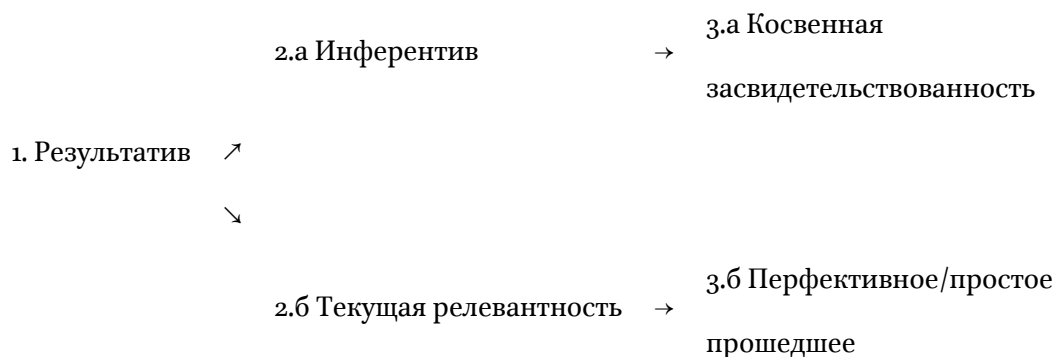 3.а Косвенная
2.а Инферентив →
засвидетельствованность
1. Результатив ↗
↘
3.б Перфективное/простое
2.б Текущая релевантность →
прошедшее